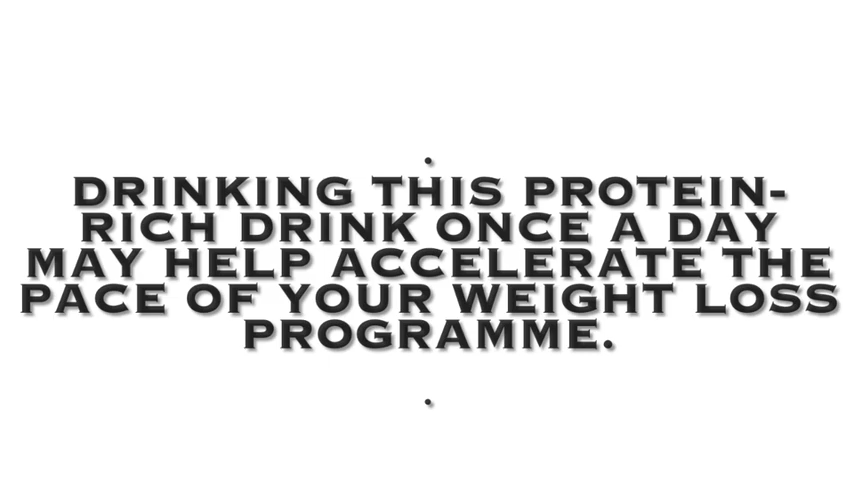 .
DRINKING THIS PROTEIN-
RICH DRINK ONCE A DAY
MAY HELP ACCELERATE THE
PACE OF YOUR WEIGHT LOSS
PROGRAMME.
.